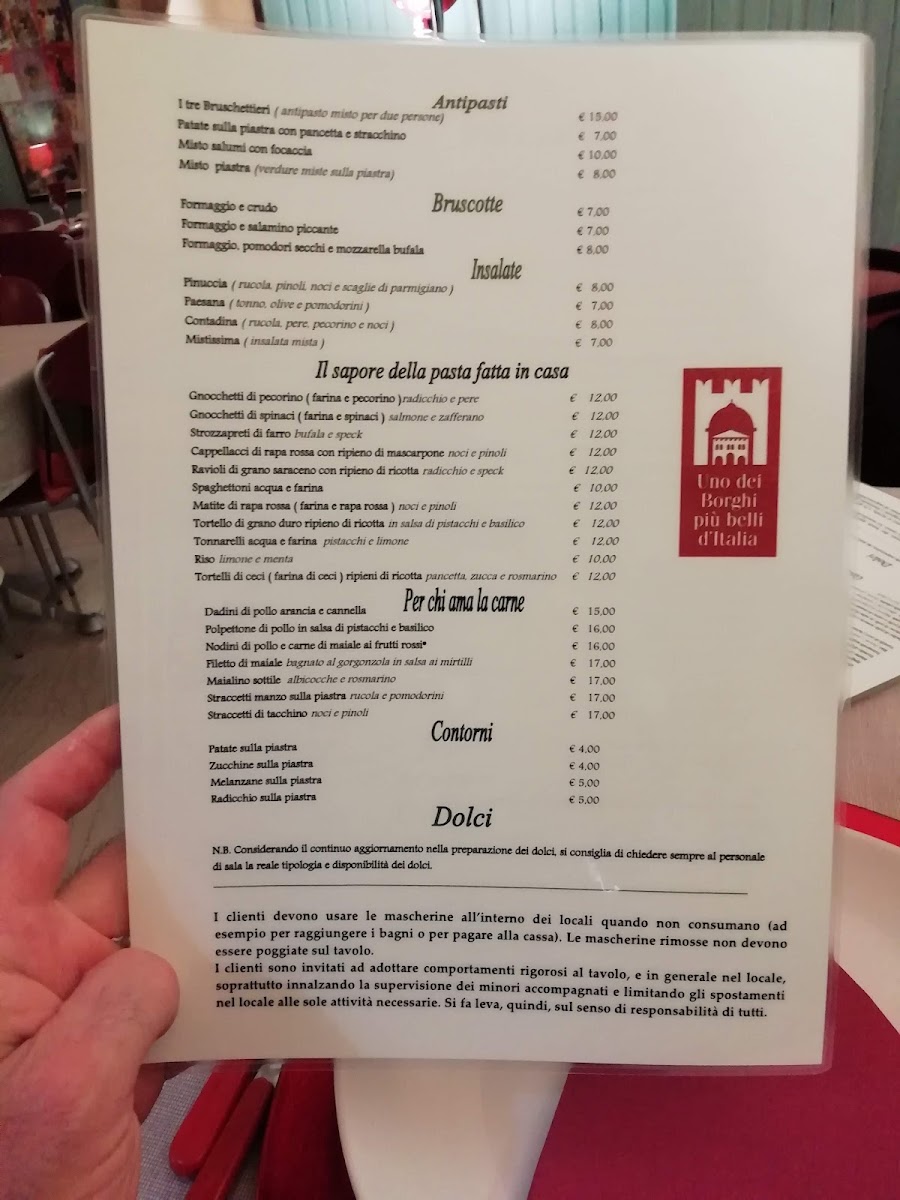 Antipasti
I tre Bruschettieri ( antipasto misto per due persone) € 15,00
Patate sulla piastra con pancetta e stracchino € 7,00
Misto salumi con focaccia € 10,00
Misto piastra (verdure miste sulla piastra) € 8,00
Bruscotte
Formaggio e crudo € 7,00
Formaggio e salamino piccante € 7,00
Formaggio, pomodori secchi e mozzarella bufala € 8,00
Insalate
Pinuccia ( rucola, pinoli, noci e scaglie di parmigiano ) € 8,00
Paesana ( tonno, olive e pomodorini ) € 7,00
Contadina ( rucola, pere, pecorino e noci ) € 8,00
Mistissima ( insalata mista ) € 7,00
Il sapore della pasta fatta in casa
Gnocchetti di pecorino ( farina e pecorino )radicchio e pere € 12,00
Gnocchetti di spinaci ( farina e spinaci ) salmone e zafferano € 12,00
Strozzapreti di farro bufala e speck € 12,00
Cappellacci di rapa rossa con ripieno di mascarpone noci e pinoli € 12,00
Ravioli di grano saraceno con ripieno di ricotta radicchio e speck € 12,00
Spaghettoni acqua e farina € 10,00
Matite di rapa rossa ( farina e rapa rossa ) noci e pinoli € 12,00
Tortello di grano duro ripieno di ricotta in salsa di pistacchi e basilico € 12,00
Tonnarelli acqua e farina pistacchi e limone € 12,00
Riso limone e menta € 10,00
Tortelli di ceci ( farina di ceci ) ripieni di ricotta pancetta, zucca e rosmarino € 12,00
Per chi ama la carne
Dadini di pollo arancia e cannella € 15,00
Polpettone di pollo in salsa di pistacchi e basilico € 16,00
Nodini di pollo e carne di maiale ai frutti rossi* € 16,00
Filetto di maiale bagnato al gorgonzola in salsa ai mirtilli € 17,00
Maialino sottile albicocche e rosmarino € 17,00
Straccetti manzo sulla piastra rucola e pomodorini € 17,00
Straccetti di tacchino noci e pinoli € 17,00
Contorni
Patate sulla piastra € 4,00
Zucchine sulla piastra € 4,00
Melanzane sulla piastra € 5,00
Radicchio sulla piastra € 5,00
Dolci
N.B. Considerando il continuo aggiornamento nella preparazione dei dolci, si consiglia di chiedere sempre al personale
di sala la reale tipologia e disponibilità dei dolci.
I clienti devono usare le mascherine all'interno dei locali quando non consumano (ad
esempio per raggiungere i bagni o per pagare alla cassa). Le mascherine rimosse non devono
essere poggiate sul tavolo.
I clienti sono invitati ad adottare comportamenti rigorosi al tavolo, e in generale nel locale,
soprattutto innalzando la supervisione dei minori accompagnati e limitando gli spostamenti
nel locale alle sole attività necessarie. Si fa leva, quindi, sul senso di responsabilità di tutti.
Uno dei
Borghi
più belli
d'Italia